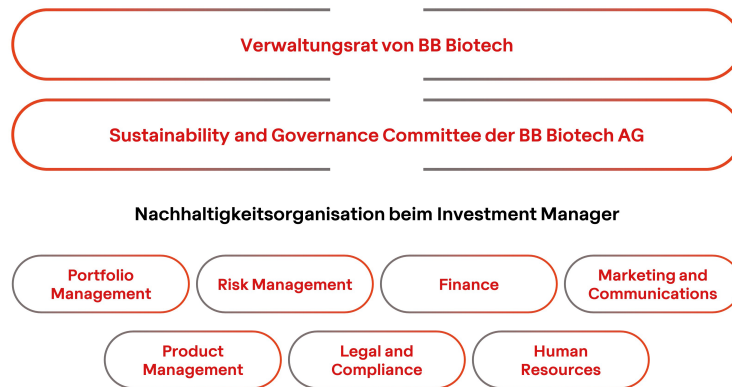 Verwaltungsrat von BB Biotech
Sustainability and Governance Committee der BB Biotech AG
Nachhaltigkeitsorganisation beim Investment Manager
Portfolio
Management
Risk Management
Finance
Marketing and
Communications
Product
Management
Legal and
Compliance
Human
Resources